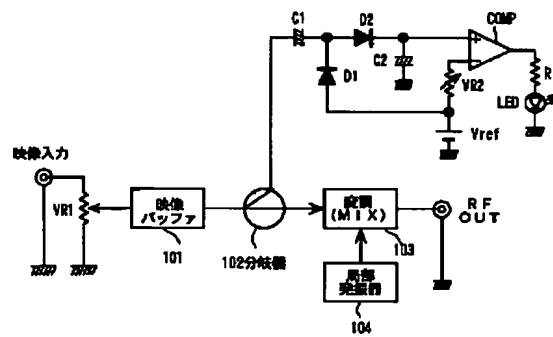 C1
D2
COMP
D1
C2
VR2
R
LED
Vref
映像入力
VR1
映像
バッファ
101
102分岐器
変調
(MIX)
103
RF
OUT
局部
発振器
104